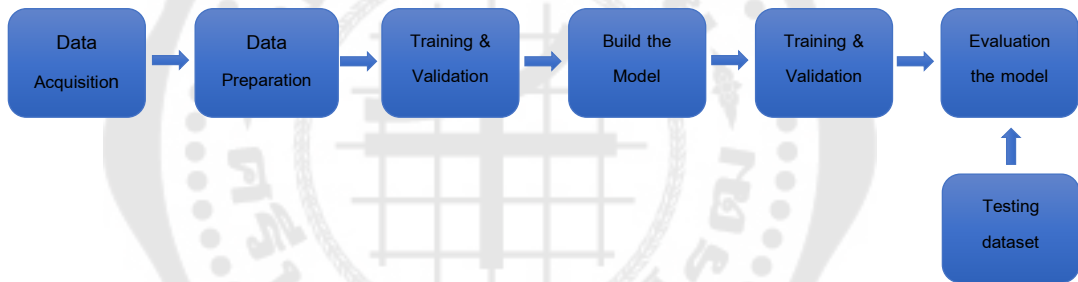 Data
Acquisition
Data
Preparation
Training &
Validation
Build the
Model
Training &
Validation
Evaluation
the model
Testing
dataset